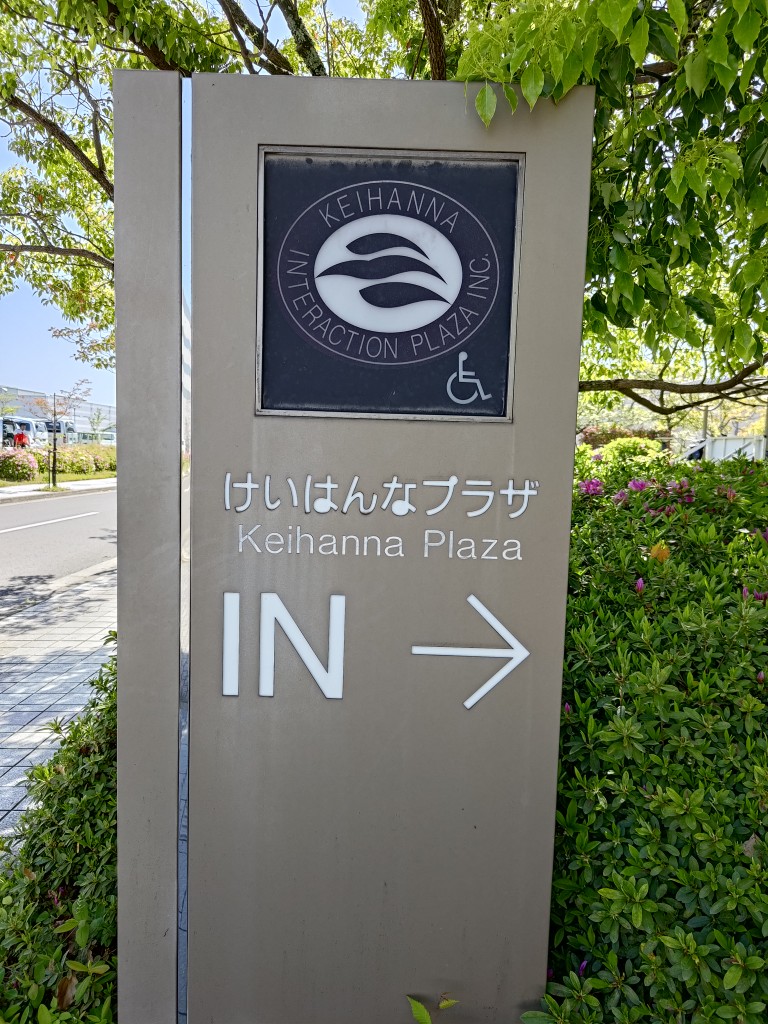 KEIHANNA
INTERACTION PLAZA INC.
けいはんなプラザ
Keihanna Plaza
IN →